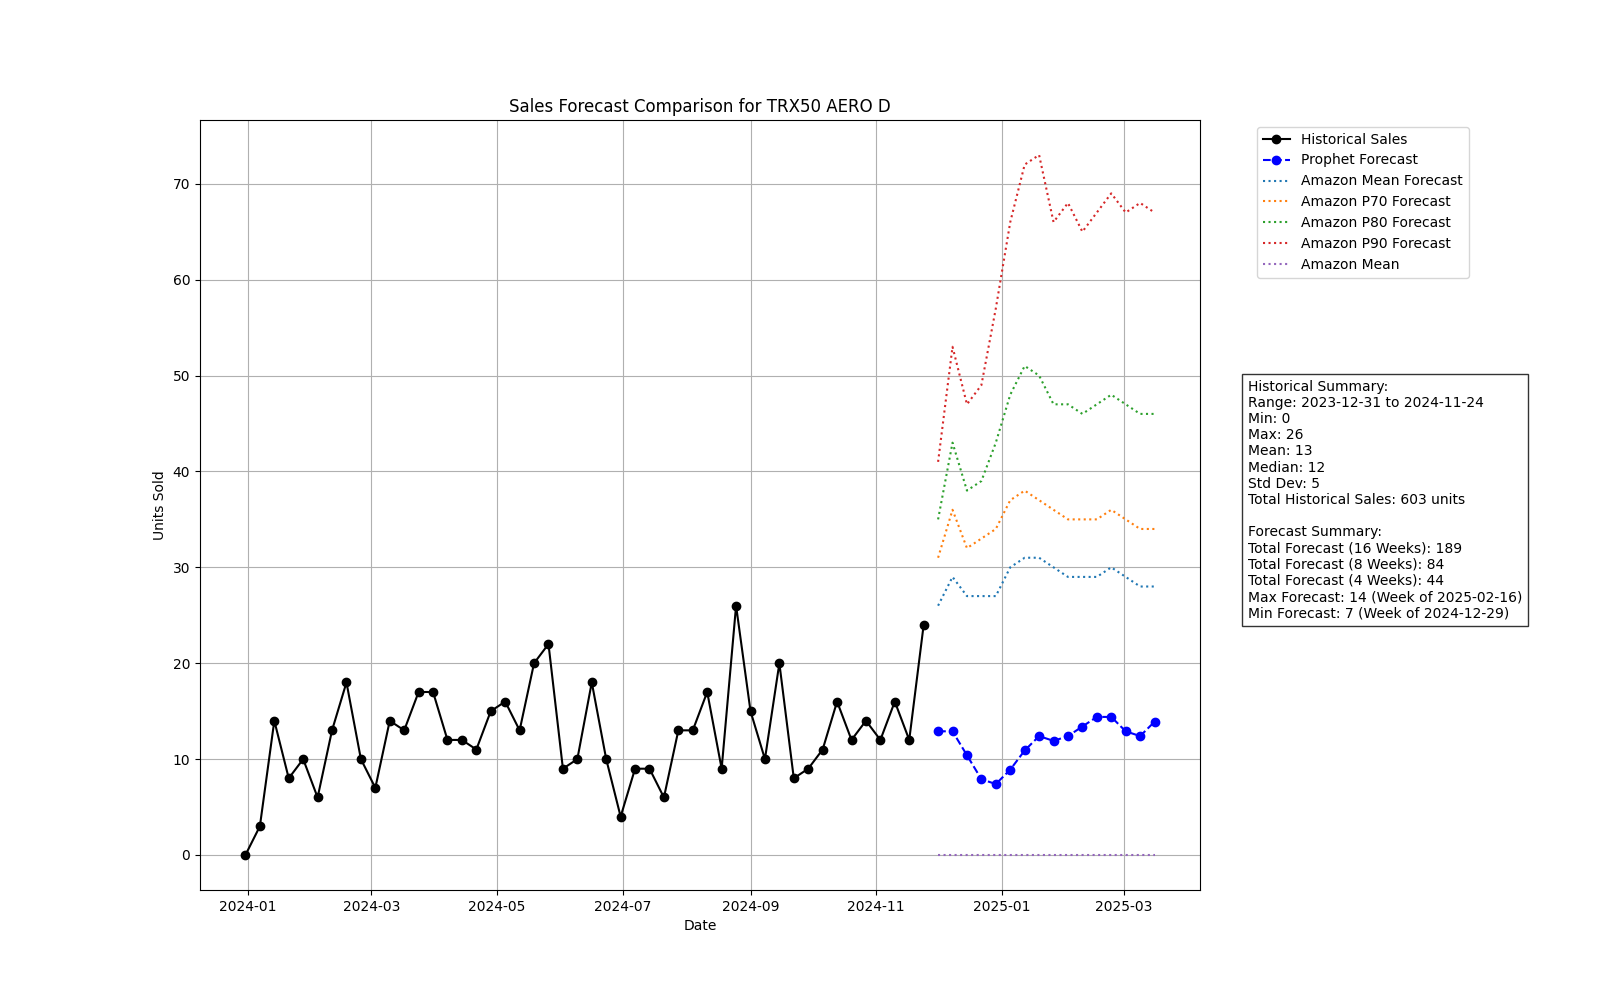 Sales Forecast Comparison for TRX50 AERO D
Historical Sales
Prophet Forecast
Amazon Mean Forecast
Amazon P70 Forecast
Amazon P80 Forecast
Amazon P90 Forecast
Amazon Mean
70
60
50
40
30
20
10
0
Units Sold
2024-01
2024-03
2024-05
2024-07
2024-09
2024-11
2025-01
2025-03
Date
Historical Summary:
Range: 2023-12-31 to 2024-11-24
Min: 0
Max: 26
Mean: 13
Median: 12
Std Dev: 5
Total Historical Sales: 603 units
Forecast Summary:
Total Forecast (16 Weeks): 189
Total Forecast (8 Weeks): 84
Total Forecast (4 Weeks): 44
Max Forecast: 14 (Week of 2025-02-16)
Min Forecast: 7 (Week of 2024-12-29)